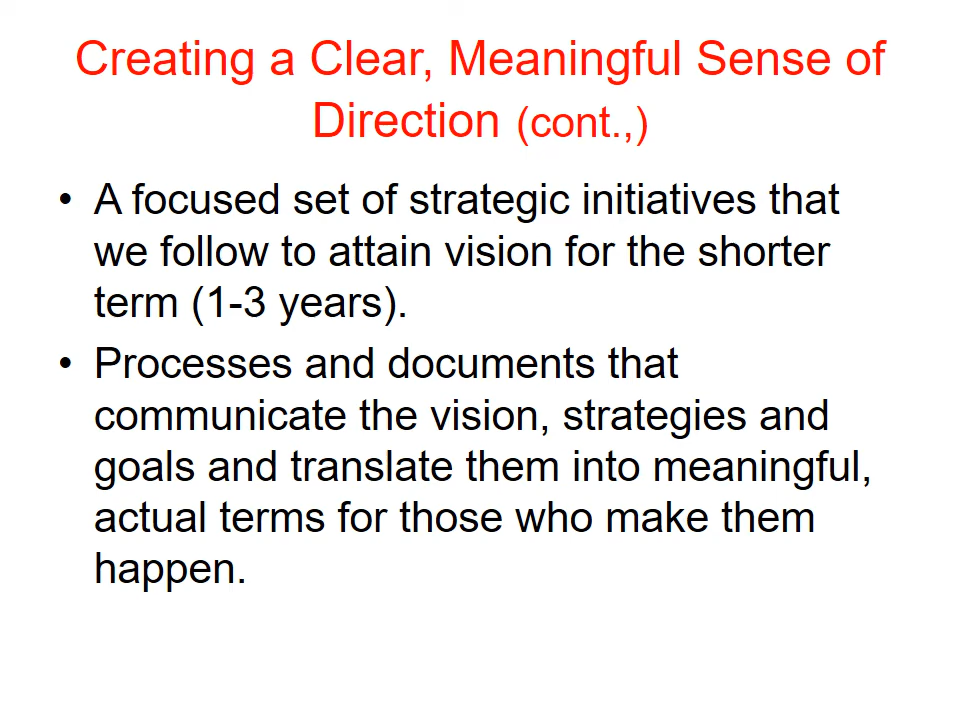 Creating a Clear, Meaningful Sense of
Direction (cont.,)
• A focused set of strategic initiatives that
we follow to attain vision for the shorter
term (1-3 years).
• Processes and documents that
communicate the vision, strategies and
goals and translate them into meaningful,
actual terms for those who make them
happen.